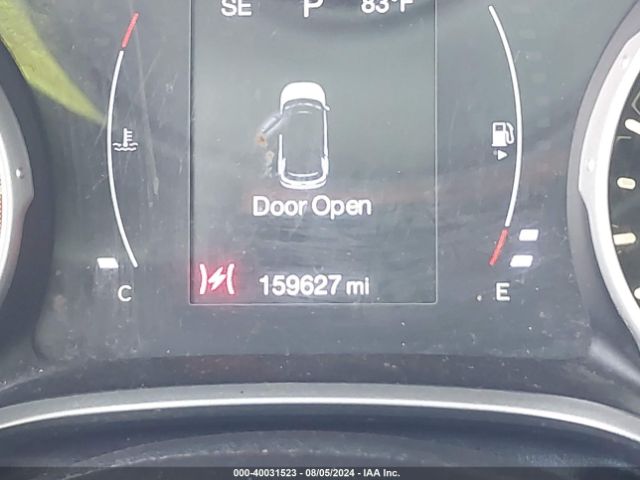 SE P 83°F
Door Open
159627 mi
C E
000-40031523 - 08/05/2024 - IAA Inc.